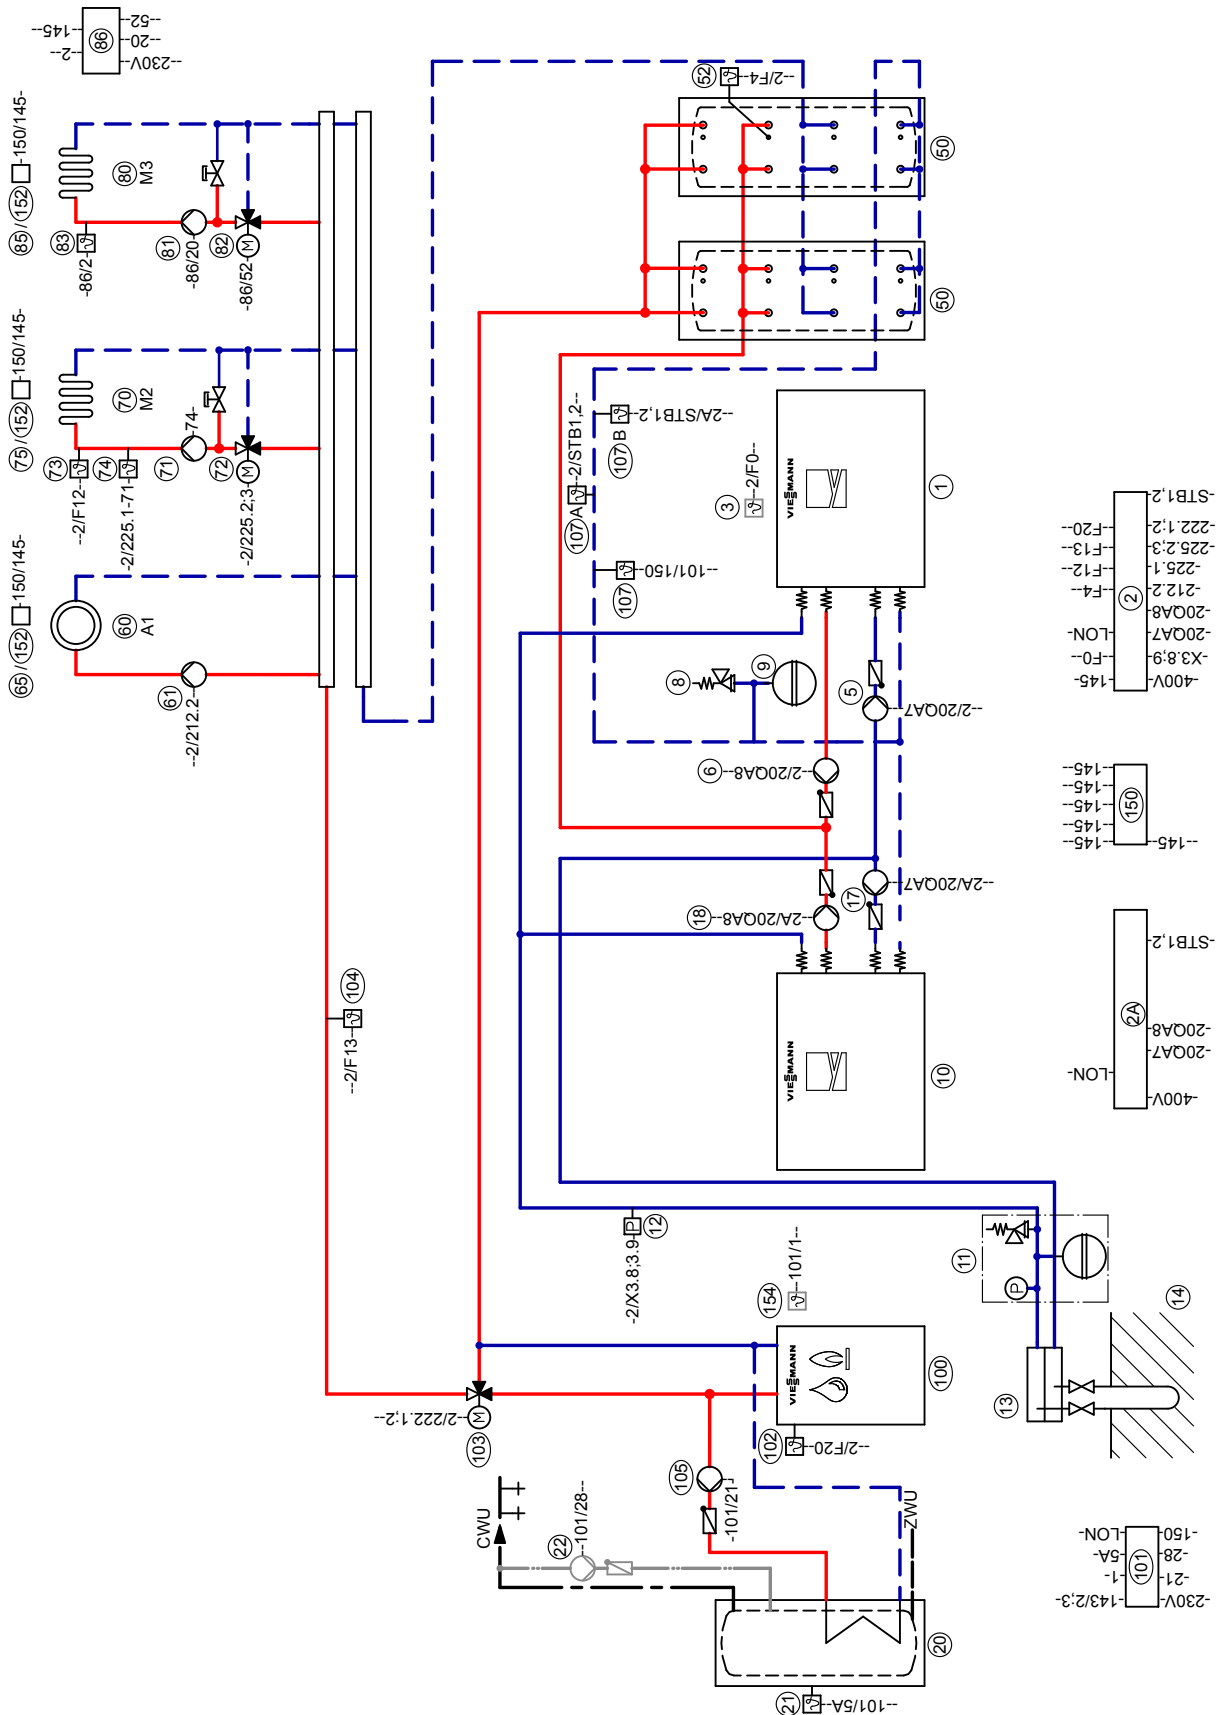 -230V--
--20--
--52--
86
--2--
--145-
85 / 152 -150/145-
75 / 152 -150/145-
65 / 152 -150/145-
80
M3
83
-86/2-
81
-86/20-
82
M
-86/52-
70
M2
73
--2/F12--
74
-2/225.1-71
71
-74-
72
M
-2/225.2;3-
60
A1
61
--2/212.2--
52
--2/F4--
50
50
107 A --2/STB1,2--
107 B --2A/STB1,2--
107 --101/150--
3
--2/F0--
VIESMANN
1
8
9
5
--2/20QA7
6
--2/20QA8--
17
--2A/20QA7
18
--2A/20QA8--
VIESMANN
10
104
--2/F13--
12
P
-2/X3.8;3.9-
11
P
13
14
154
--101/1--
VIESMANN
100
102
--2/F20--
103
M
--2/222.1,2--
105
-101/21-
CWU
22
--101/28--
ZWU
20
21
--101/5A--
2
-STB1,2
-222.1;2-
-225.2;3
-225.1-
-212.2-
-20QA8
-20QA7
-X3.8;9-
-400V-
--F20--
--F13--
--F12--
--F4--
LON-
--F0--
145-
150
--145--
--145--
--145--
--145--
--145--
--145--
2A
-STB1,2
-20QA8
-20QA7
LON-
-400V-
101
-150-
-28-
-21-
-230V-
LON-
5A-
1-
-143/2;3-